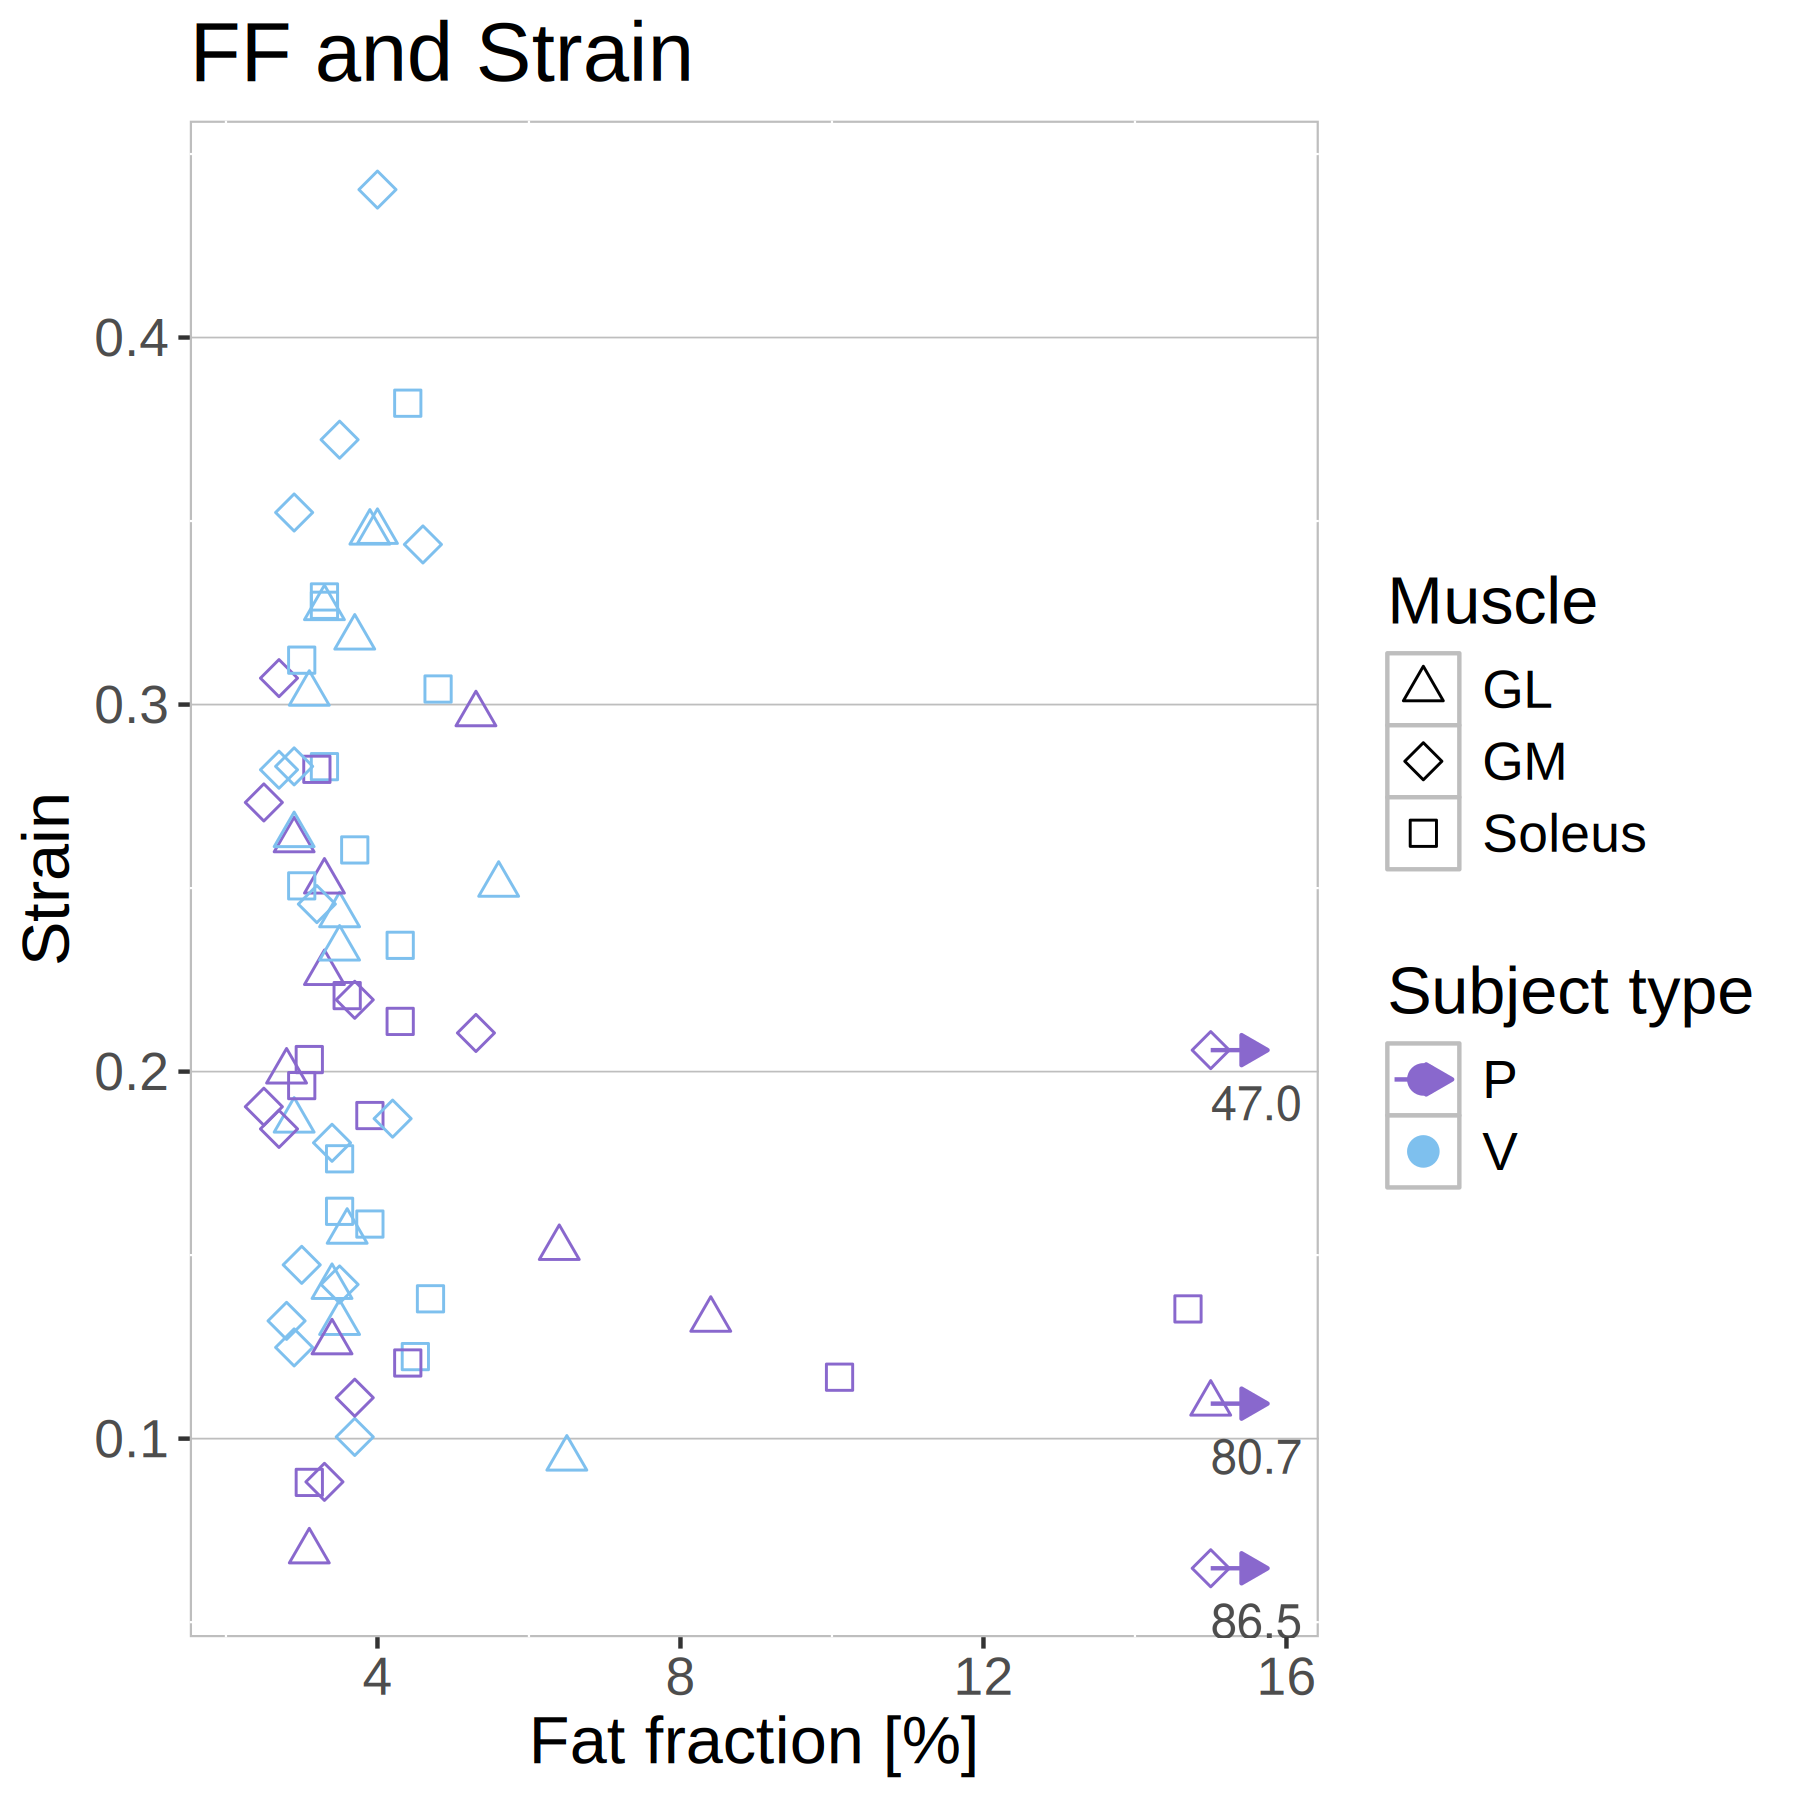 FF and Strain
0.4
0.3
0.2
0.1
Strain
47.0
80.7
86.5
4 8 12 16
Fat fraction [%]
Muscle
GL
GM
Soleus
Subject type
P
V